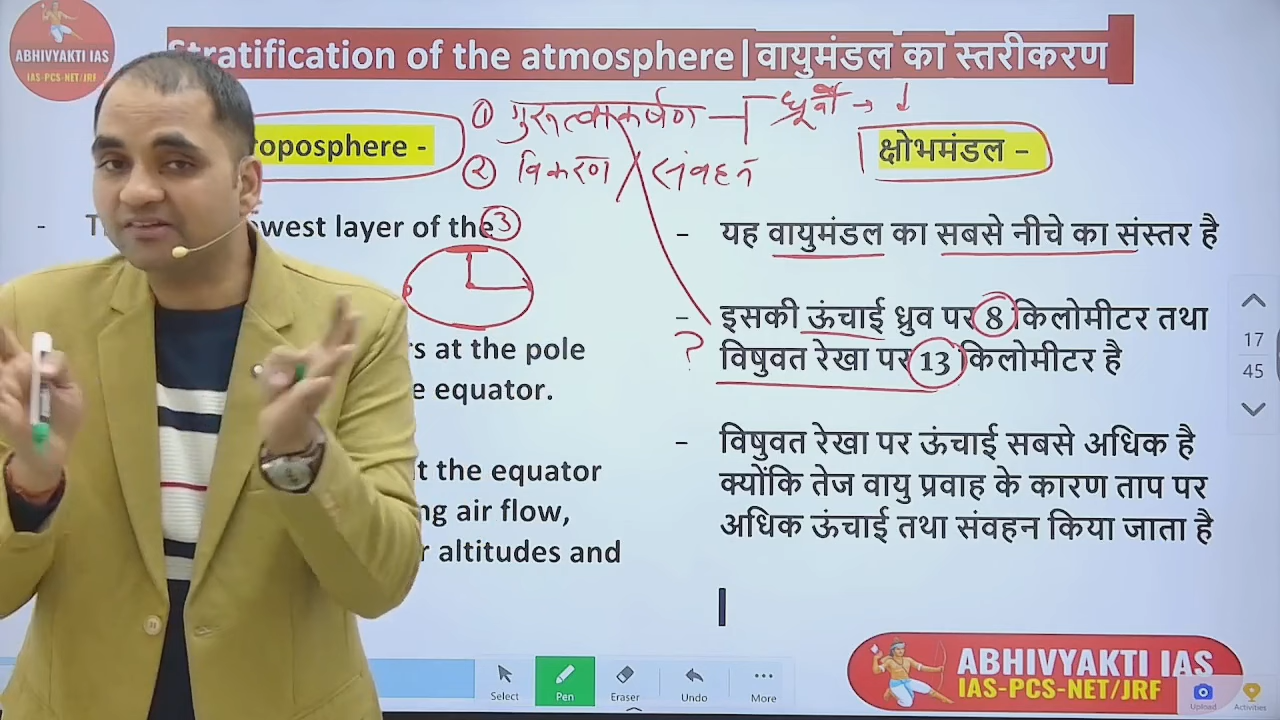 ABHIVYAKTI IAS
IAS-PCS-NET/JRF
Stratification of the atmosphere|वायुमंडल का स्तरीकरण
① गुरुत्वाकर्षण → ध्रुवों → ↓
② विकरण / संवहन
③
roposphere -
क्षोभमंडल -
- T owest layer of the
- यह वायुमंडल का सबसे नीचे का संस्तर है
- इसकी ऊंचाई ध्रुव पर 8 किलोमीटर तथा
? विषुवत रेखा पर 13 किलोमीटर है
rs at the pole
e equator.
- विषुवत रेखा पर ऊंचाई सबसे अधिक है
क्योंकि तेज वायु प्रवाह के कारण ताप पर
अधिक ऊंचाई तथा संवहन किया जाता है
t the equator
ng air flow,
r altitudes and
17
45
Select
Pen
Eraser
Undo
More
ABHIVYAKTI IAS
IAS-PCS-NET/JRF
Upload
Activities